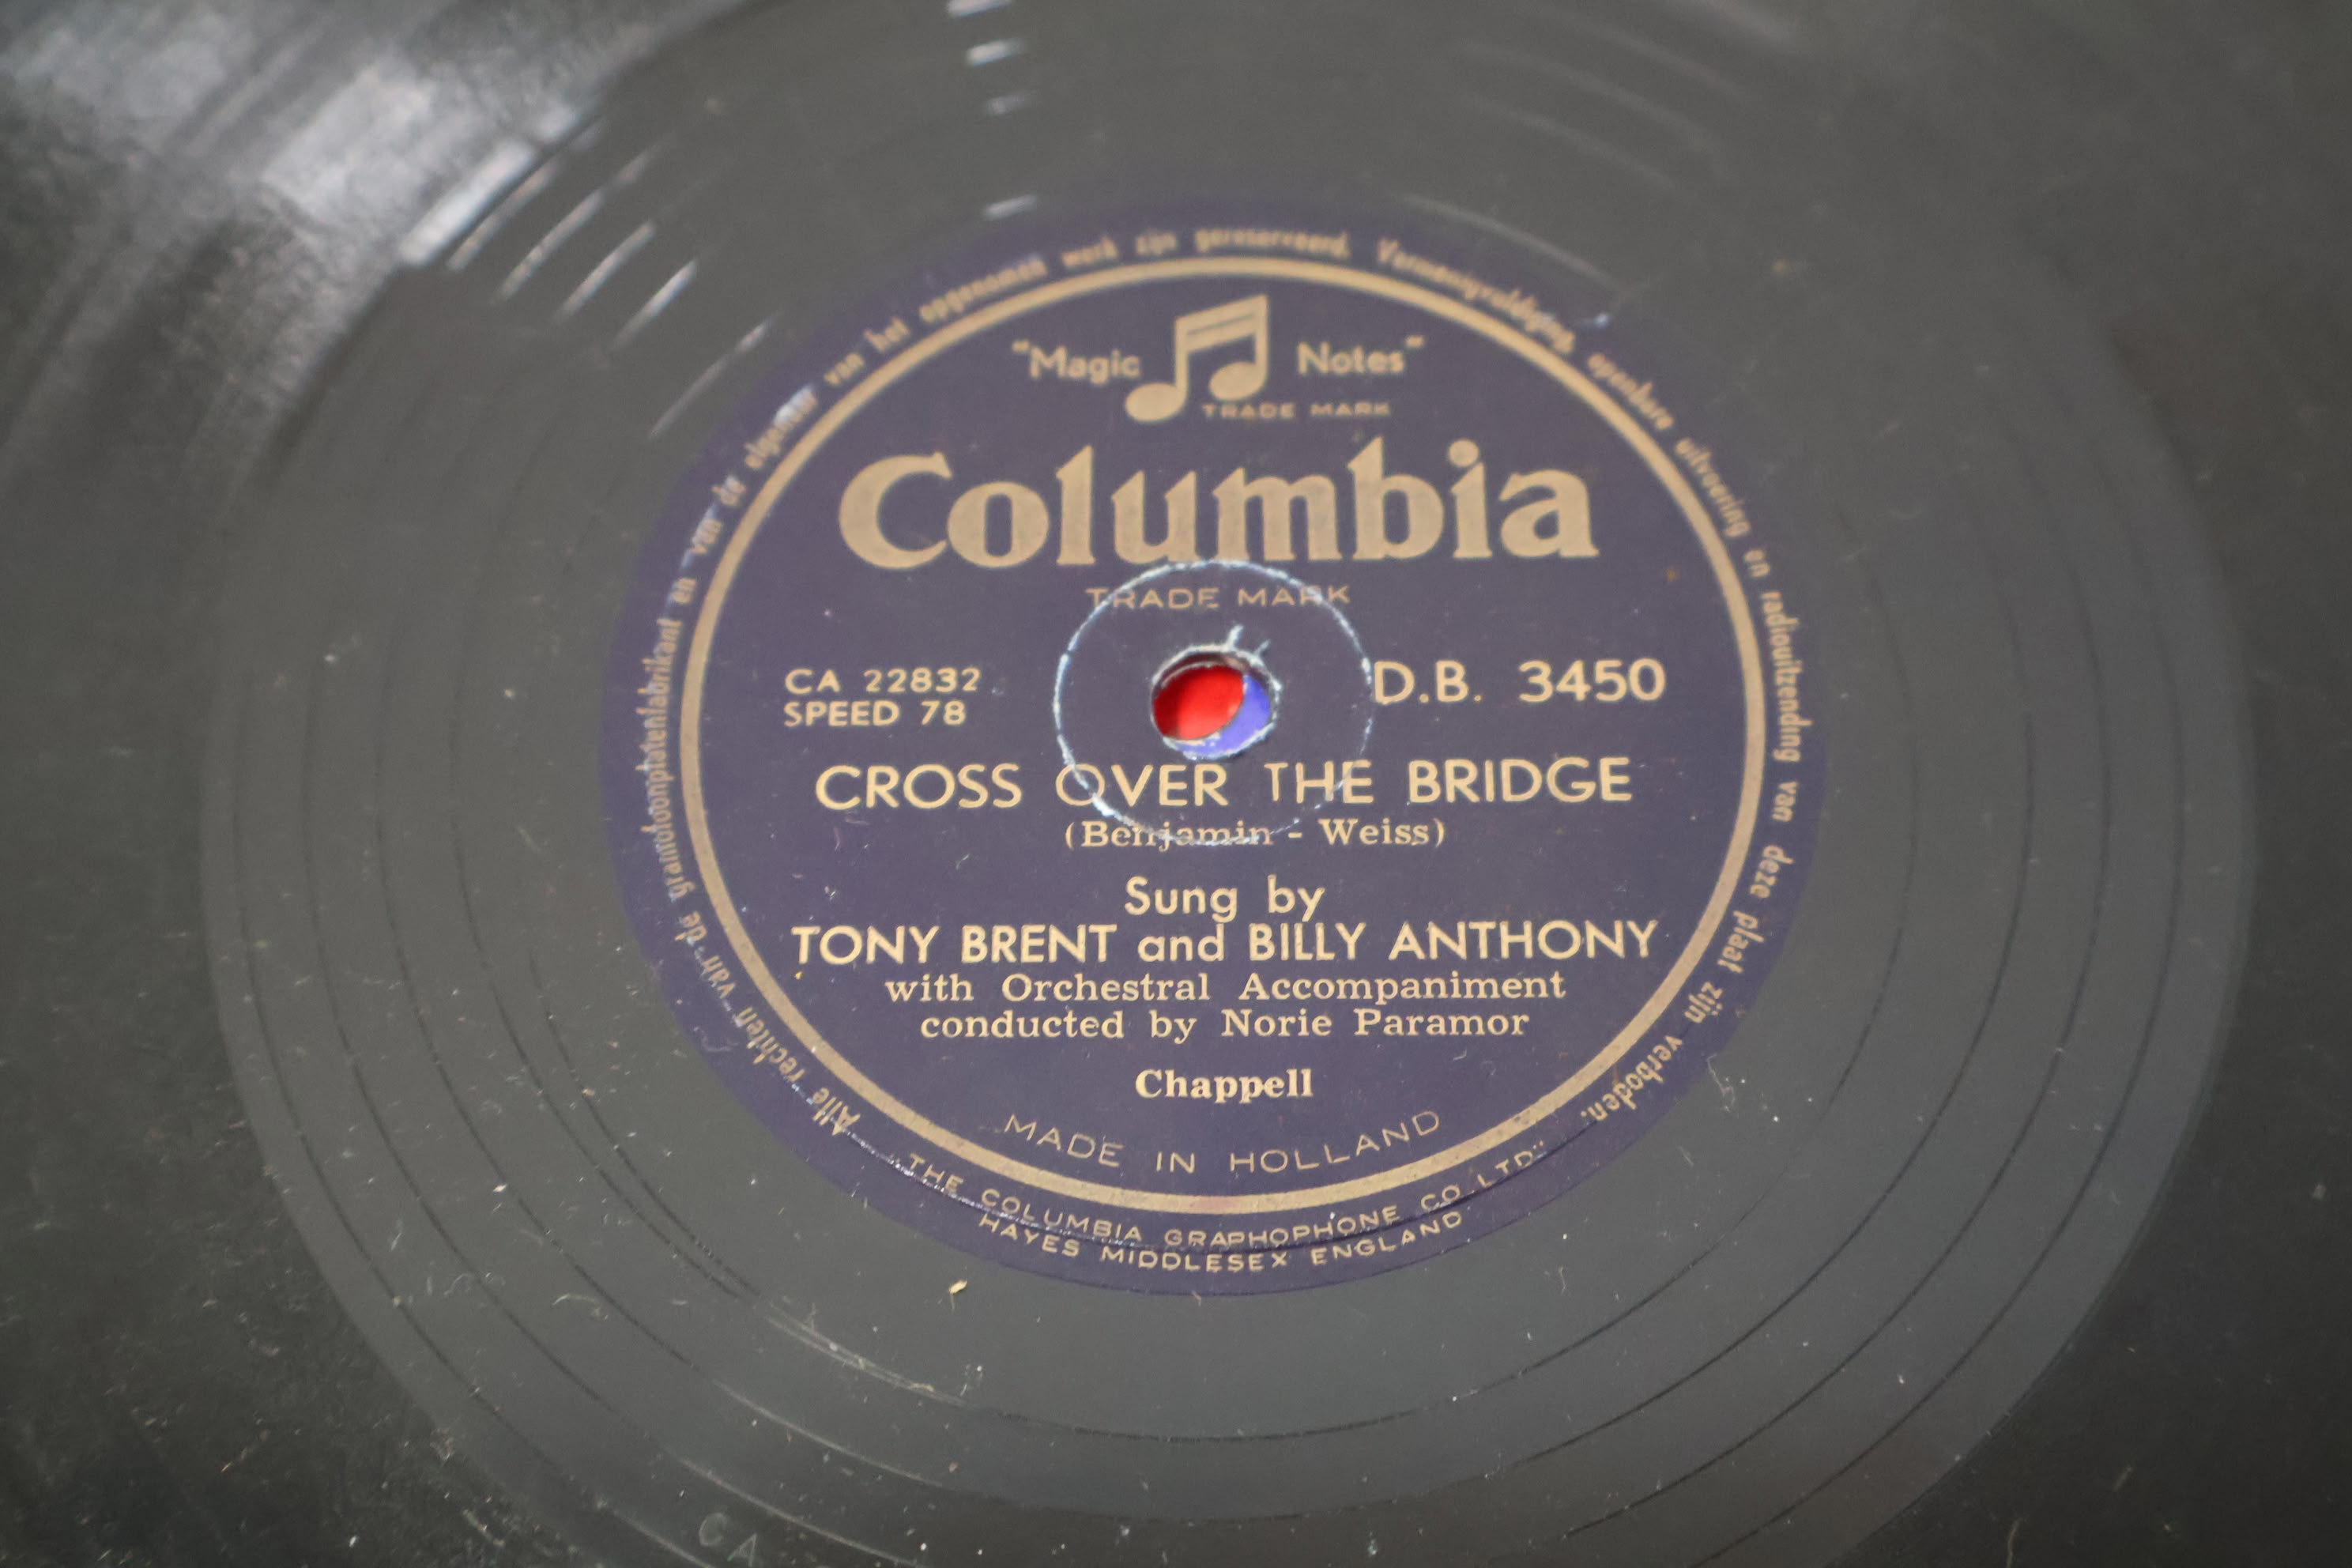 "Magic Notes"
TRADE MARK
Columbia
TRADE MARK
CA 22832
SPEED 78
D.B. 3450
CROSS OVER THE BRIDGE
(Benjamin - Weiss)
Sung by
TONY BRENT and BILLY ANTHONY
with Orchestral Accompaniment
conducted by Norie Paramor
Chappell
MADE IN HOLLAND
"THE COLUMBIA GRAPHOPHONE CO LTD"
HAYES MIDDLESEX ENGLAND
Alle rechten van de gramofoonplatenfabrikant en van de eigenaar van het opgenomen werk zijn gereserveerd. Vermenigvuldiging, openbare uitvoering en radiouitzending van deze plaat zijn verboden.
CA